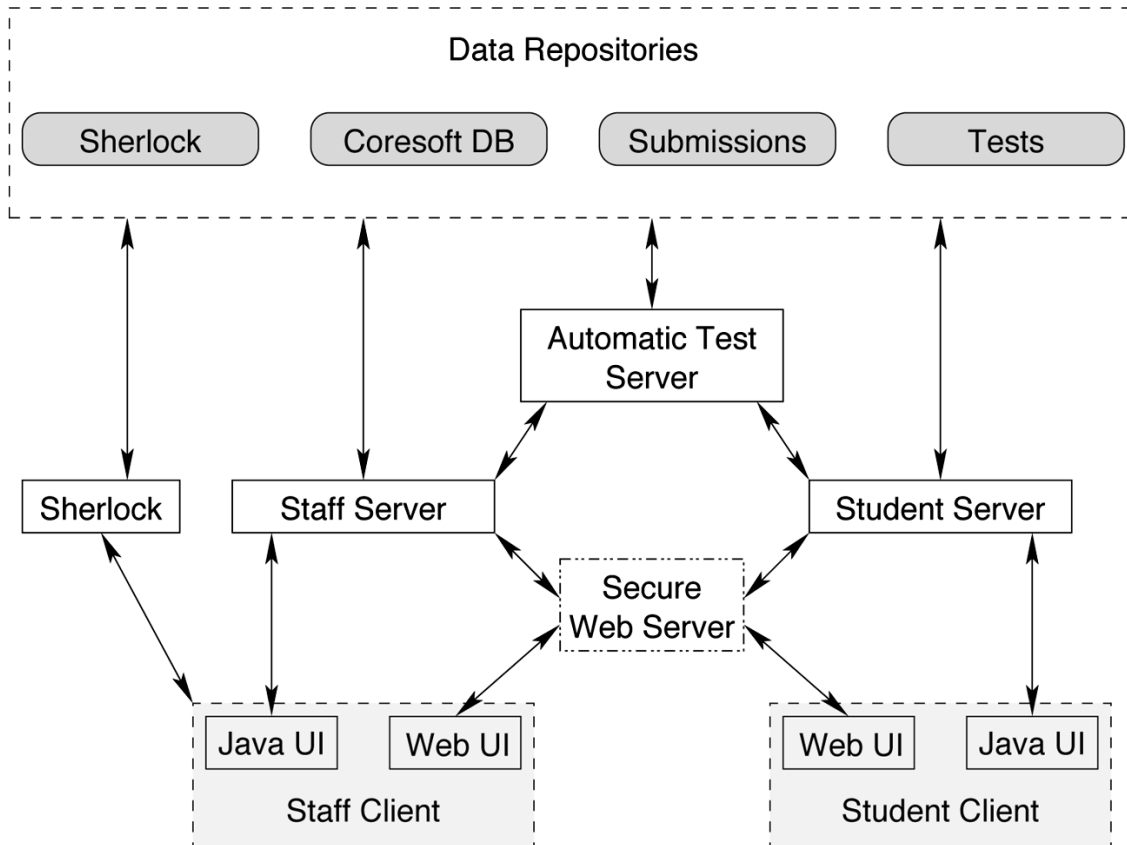 Data Repositories
Sherlock
Coresoft DB
Submissions
Tests
Automatic Test
Server
Sherlock
Staff Server
Student Server
Secure
Web Server
Java UI
Web UI
Web UI
Java UI
Staff Client
Student Client